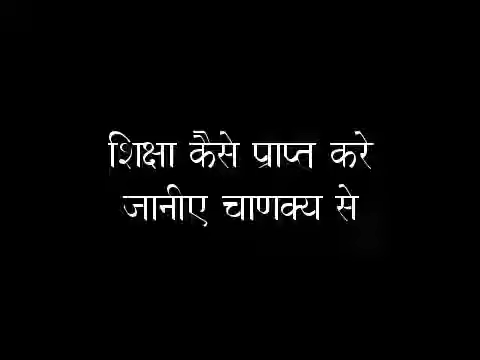 शिक्षा कैसे प्राप्त करे
जानीए चाणक्य से